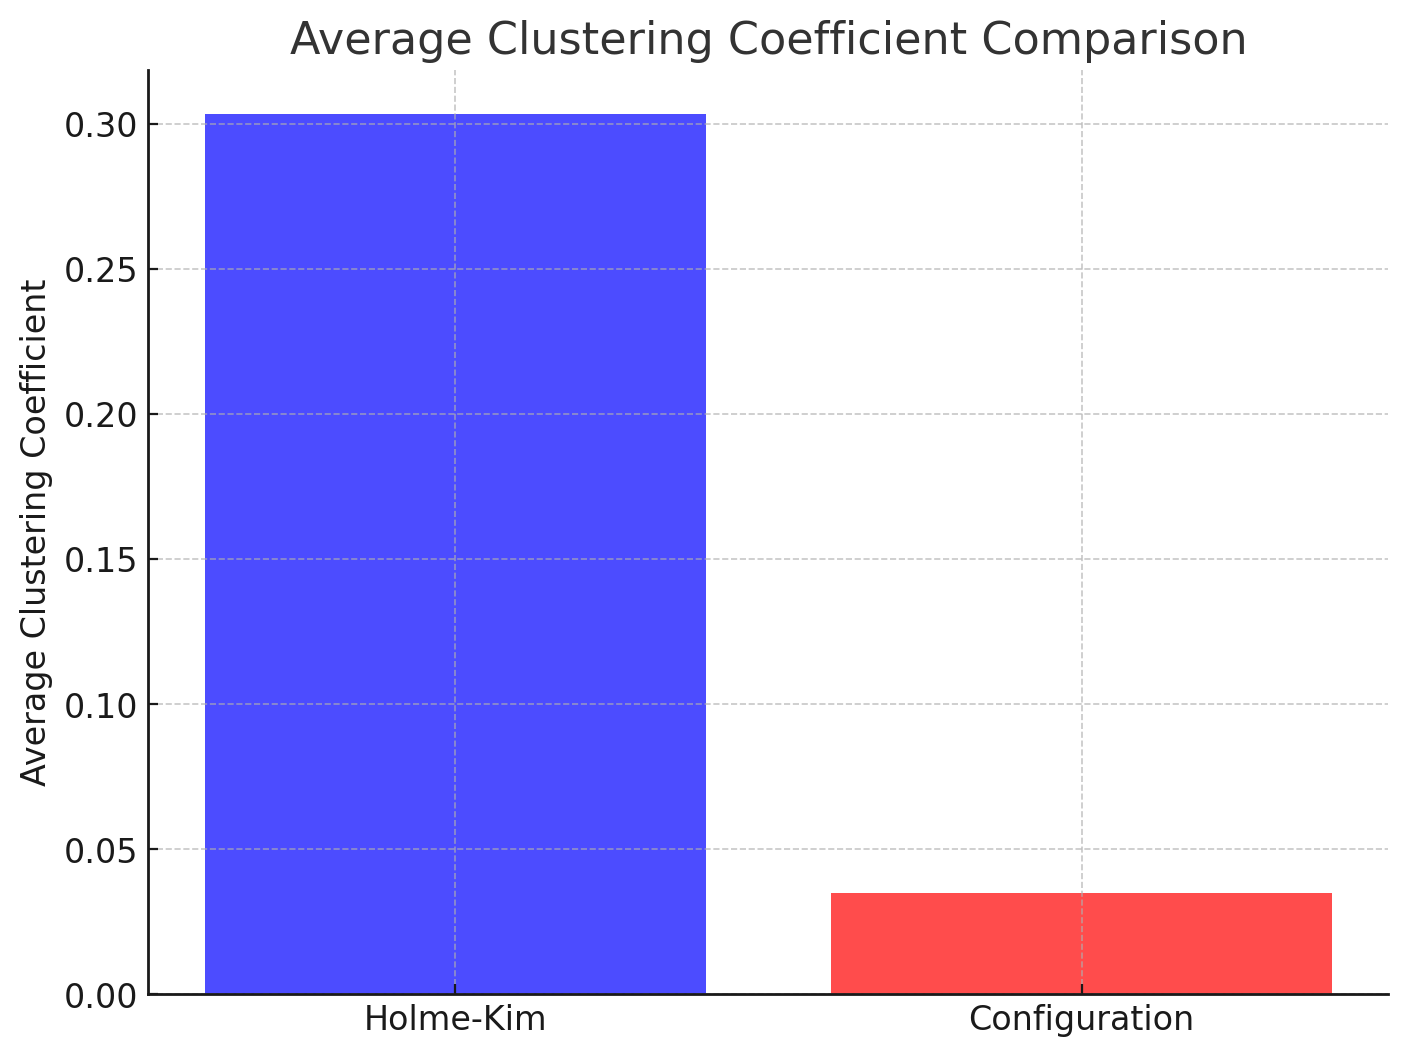 Average Clustering Coefficient Comparison
Average Clustering Coefficient
0.30
0.25
0.20
0.15
0.10
0.05
0.00
Holme-Kim
Configuration